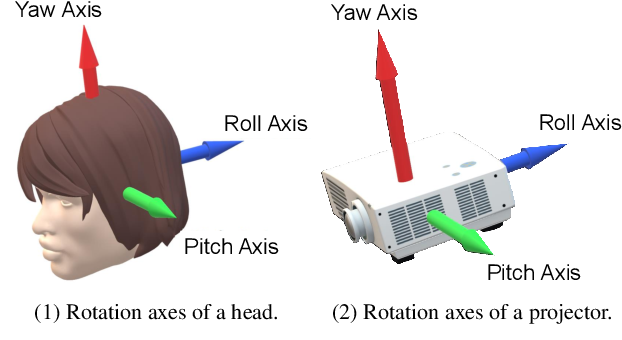 Yaw Axis
Roll Axis
Pitch Axis
(1) Rotation axes of a head.
Yaw Axis
Roll Axis
Pitch Axis
(2) Rotation axes of a projector.